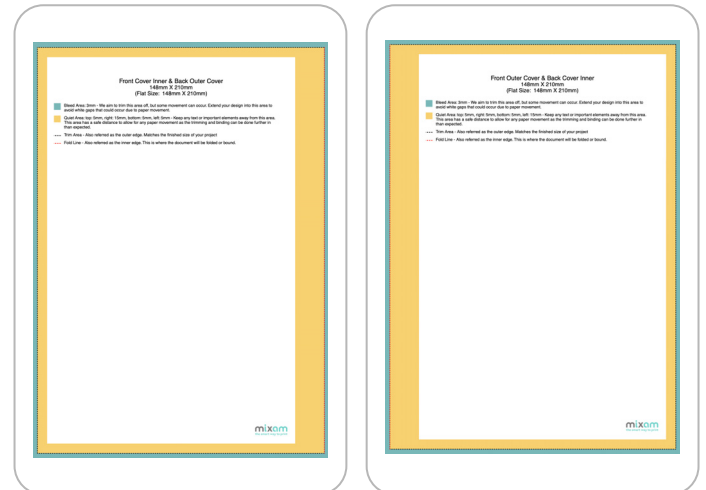 Front Cover Inner & Back Outer Cover
148mm X 210mm
(Flat Size: 148mm X 210mm)
Bleed Area: 3mm - We aim to trim this area off, but some movement can occur. Extend your design into this area to
avoid white gaps that could occur due to paper movement.
Quiet Area: top: 5mm, right: 15mm, bottom: 5mm, left: 5mm - Keep any text or important elements away from this area.
This area has a safe distance to allow for any paper movement as the trimming and binding can be done further in
than expected.
Trim Area - Also referred as the outer edge. Matches the finished size of your project
Fold Line - Also referred as the inner edge. This is where the document will be folded or bound.
mixam
Front Outer Cover & Back Cover Inner
148mm X 210mm
(Flat Size: 148mm X 210mm)
Bleed Area: 3mm - We aim to trim this area off, but some movement can occur. Extend your design into this area to
avoid white gaps that could occur due to paper movement.
Quiet Area: top: 5mm, right: 5mm, bottom: 5mm, left: 15mm - Keep any text or important elements away from this area.
This area has a safe distance to allow for any paper movement as the trimming and binding can be done further in
than expected.
Trim Area - Also referred as the outer edge. Matches the finished size of your project
Fold Line - Also referred as the inner edge. This is where the document will be folded or bound.
mixam